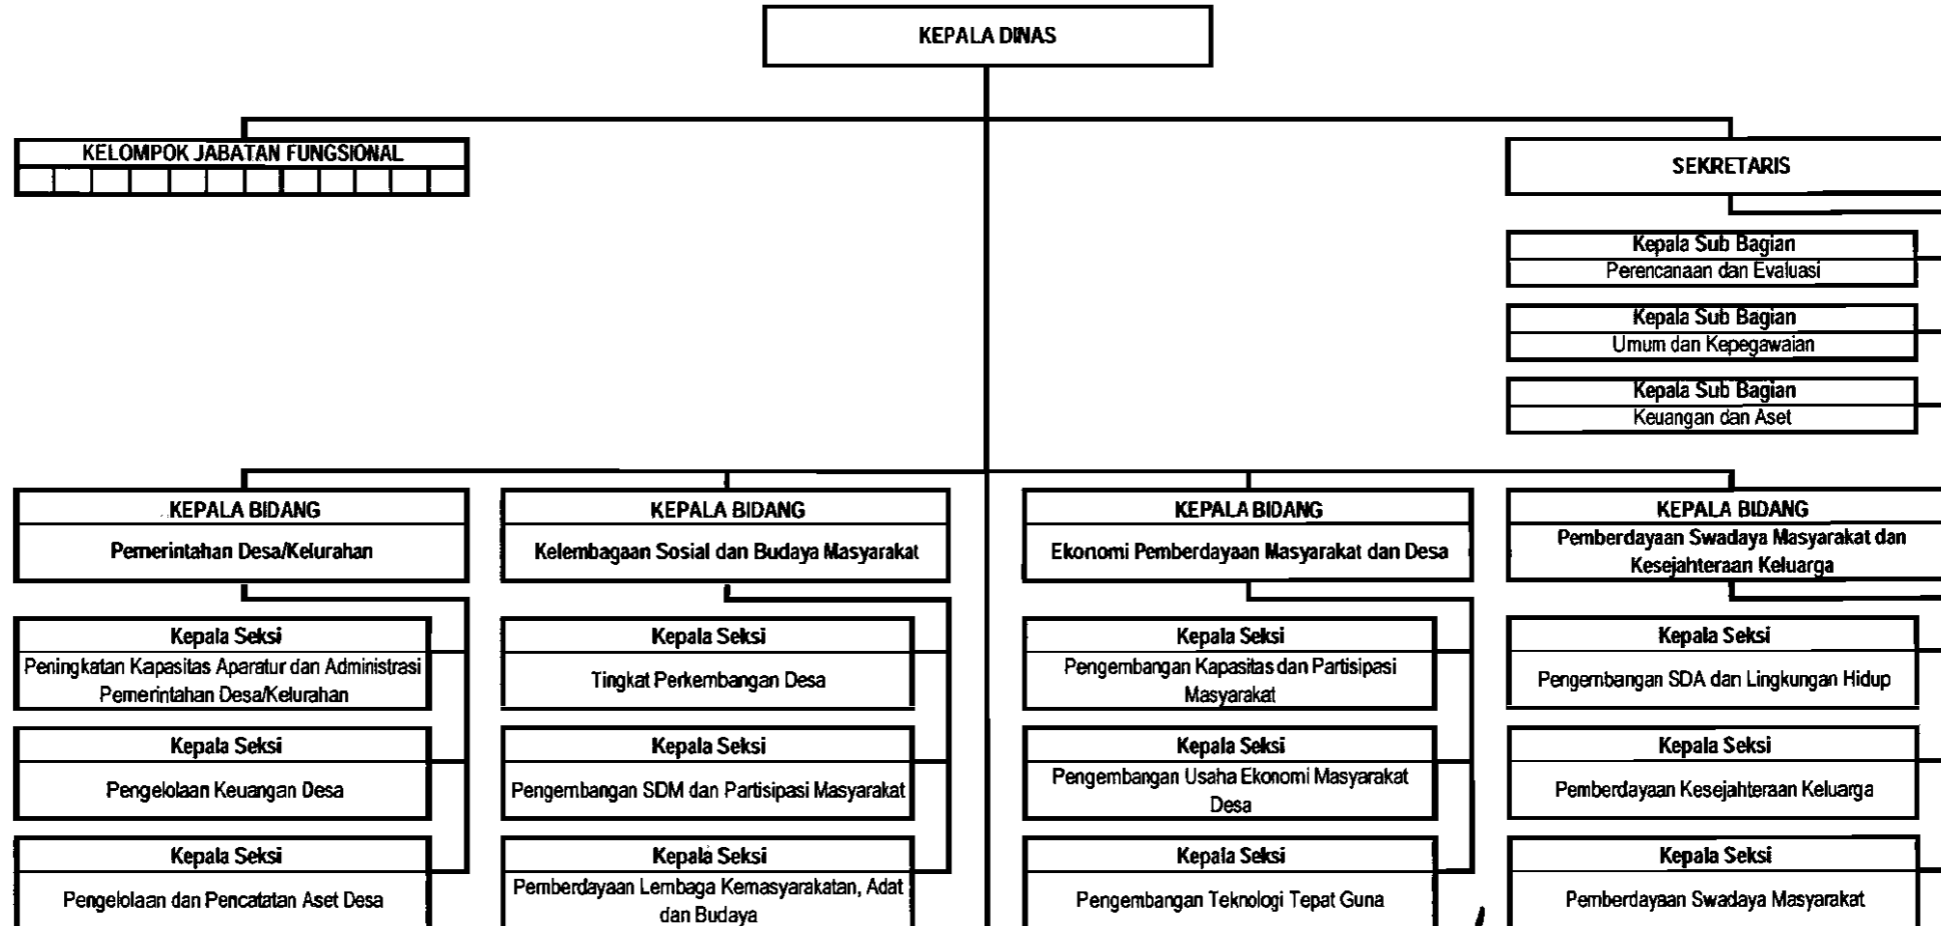 KEPALA DINAS
KELOMPOK JABATAN FUNGSIONAL
SEKRETARIS
Kepala Sub Bagian
Perencanaan dan Evaluasi
Kepala Sub Bagian
Umum dan Kepegawaian
Kepala Sub Bagian
Keuangan dan Aset
KEPALA BIDANG
Pemerintahan Desa/Kelurahan
Kepala Seksi
Peningkatan Kapasitas Aparatur dan Administrasi
Pemerintahan Desa/Kelurahan
Kepala Seksi
Pengelolaan Keuangan Desa
Kepala Seksi
Pengelolaan dan Pencatatan Aset Desa
KEPALA BIDANG
Kelembagaan Sosial dan Budaya Masyarakat
Kepala Seksi
Tingkat Perkembangan Desa
Kepala Seksi
Pengembangan SDM dan Partisipasi Masyarakat
Kepala Seksi
Pemberdayaan Lembaga Kemasyarakatan, Adat
dan Budaya
KEPALA BIDANG
Ekonomi Pemberdayaan Masyarakat dan Desa
Kepala Seksi
Pengembangan Kapasitas dan Partisipasi
Masyarakat
Kepala Seksi
Pengembangan Usaha Ekonomi Masyarakat
Desa
Kepala Seksi
Pengembangan Teknologi Tepat Guna
KEPALA BIDANG
Pemberdayaan Swadaya Masyarakat dan
Kesejahteraan Keluarga
Kepala Seksi
Pengembangan SDA dan Lingkungan Hidup
Kepala Seksi
Pemberdayaan Kesejahteraan Keluarga
Kepala Seksi
Pemberdayaan Swadaya Masyarakat